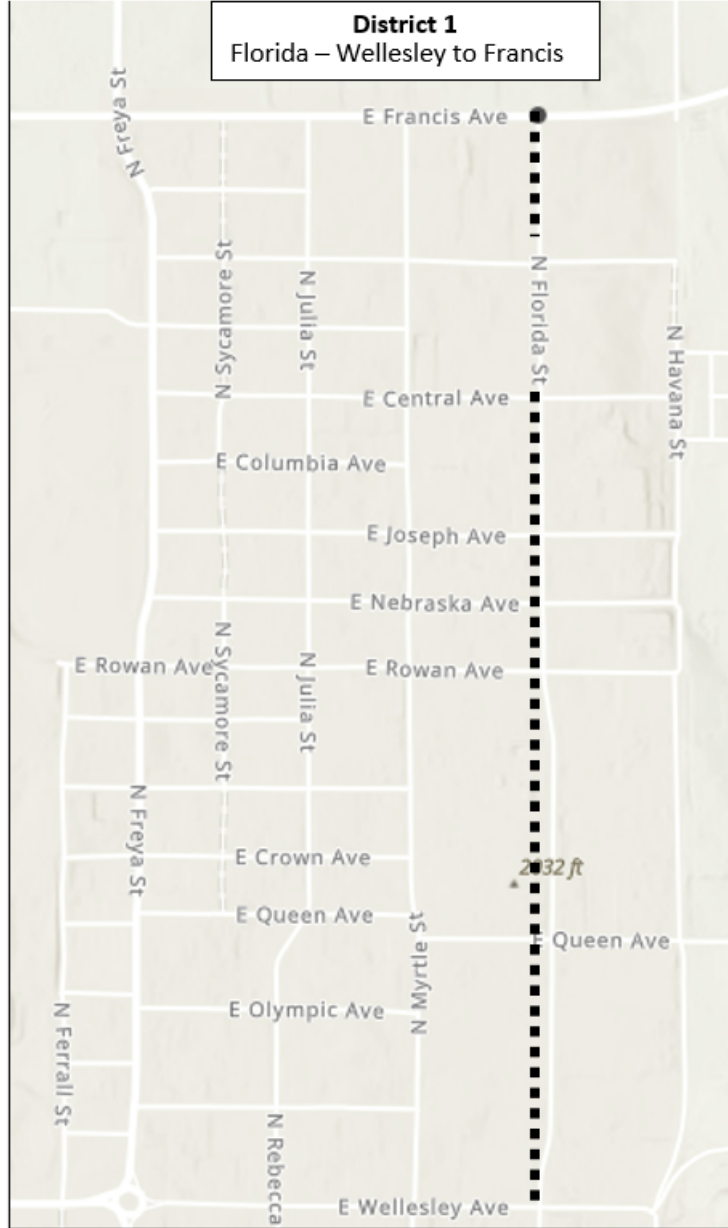 District 1
Florida – Wellesley to Francis
N Freya St
E Francis Ave
N Sycamore St
N Julia St
N Florida St
N Havana St
E Central Ave
E Columbia Ave
E Joseph Ave
E Nebraska Ave
E Rowan Ave
N Sycamore St
N Julia St
E Rowan Ave
N Freya St
E Crown Ave
ft
E Queen Ave
N Myrtle St
E Queen Ave
N Ferrall St
E Olympic Ave
N Rebecca
E Wellesley Ave